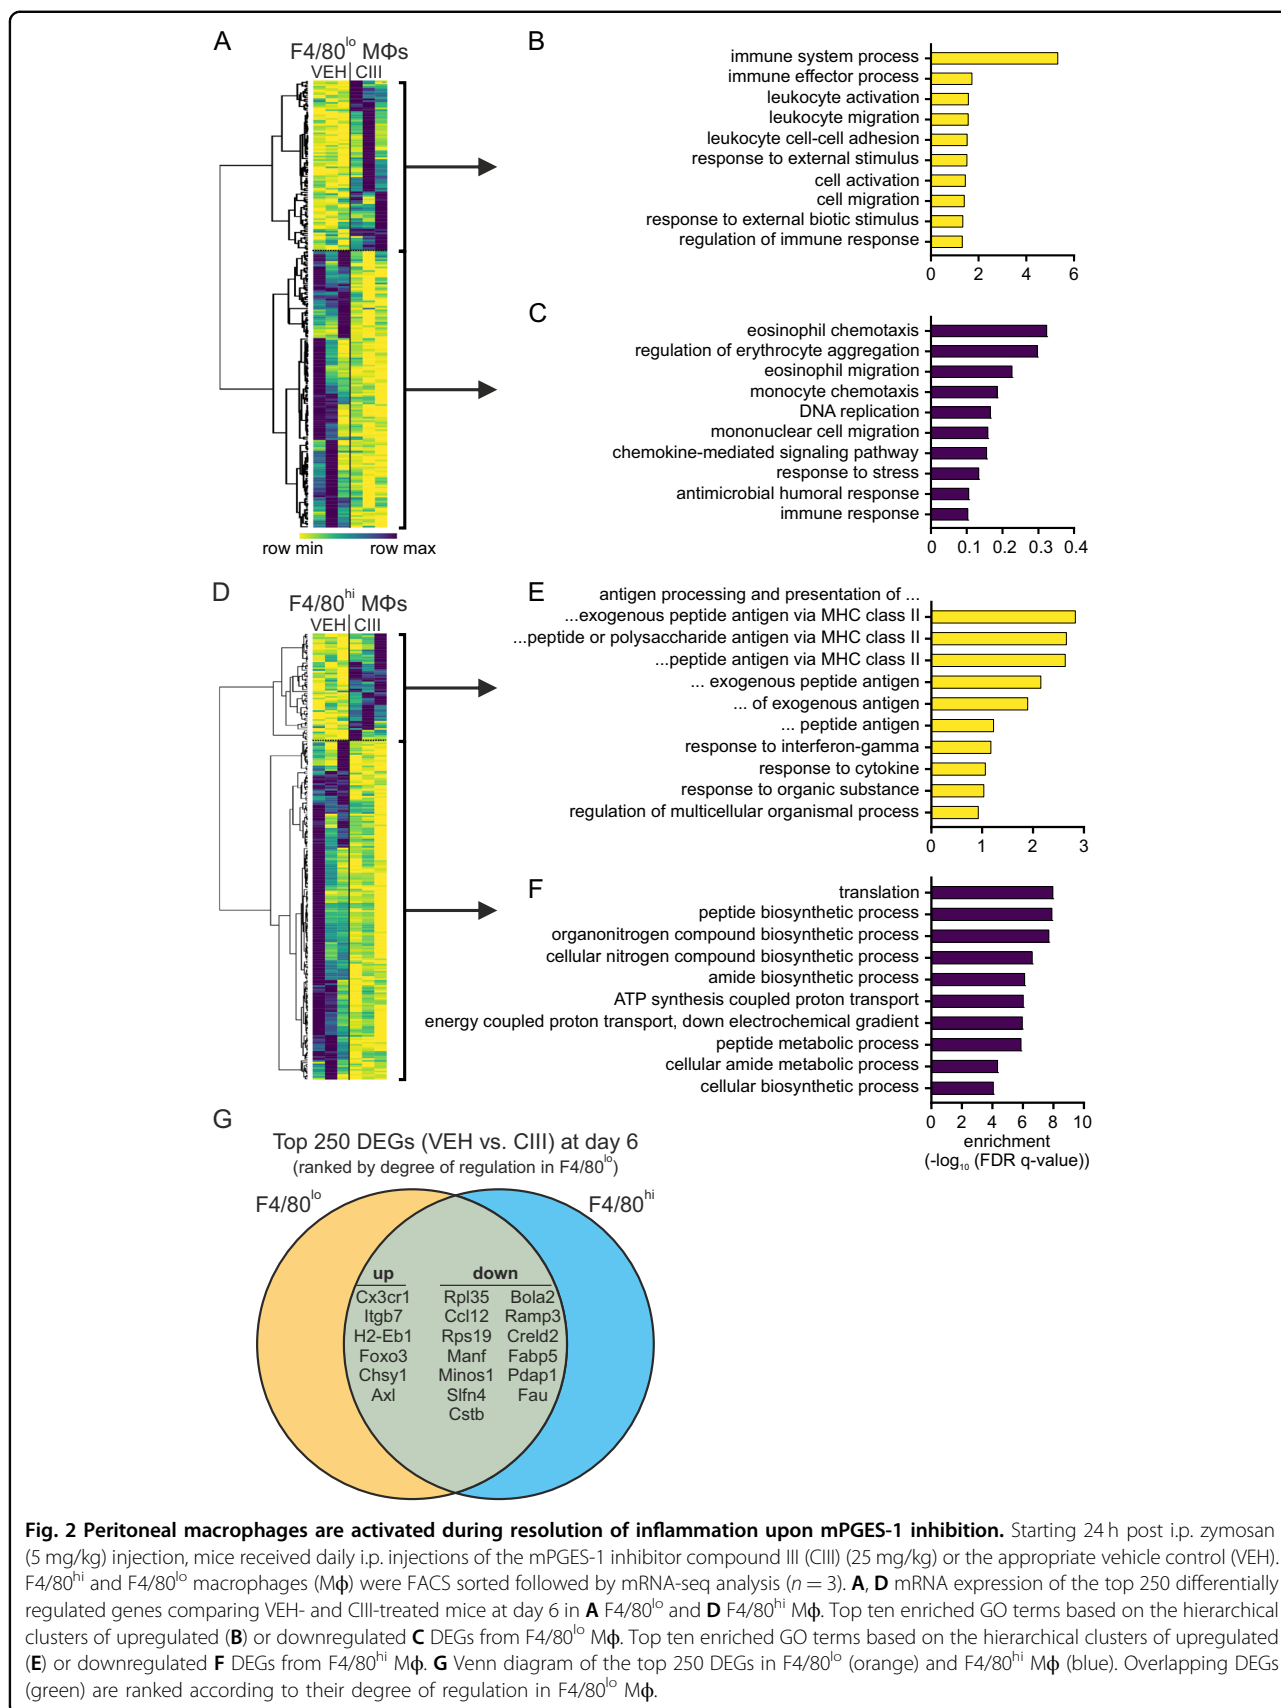 A
F4/80lo MΦs
VEH CIII
row min row max
B
immune system process
immune effector process
leukocyte activation
leukocyte migration
leukocyte cell-cell adhesion
response to external stimulus
cell activation
cell migration
response to external biotic stimulus
regulation of immune response
0 2 4 6
C
eosinophil chemotaxis
regulation of erythrocyte aggregation
eosinophil migration
monocyte chemotaxis
DNA replication
mononuclear cell migration
chemokine-mediated signaling pathway
response to stress
antimicrobial humoral response
immune response
0 0.1 0.2 0.3 0.4
D
F4/80hi MΦs
VEH CIII
E
antigen processing and presentation of ...
...exogenous peptide antigen via MHC class II
...peptide or polysaccharide antigen via MHC class II
...peptide antigen via MHC class II
... exogenous peptide antigen
... of exogenous antigen
... peptide antigen
response to interferon-gamma
response to cytokine
response to organic substance
regulation of multicellular organismal process
0 1 2 3
F
translation
peptide biosynthetic process
organonitrogen compound biosynthetic process
cellular nitrogen compound biosynthetic process
amide biosynthetic process
ATP synthesis coupled proton transport
energy coupled proton transport, down electrochemical gradient
peptide metabolic process
cellular amide metabolic process
cellular biosynthetic process
0 2 4 6 8 10
enrichment
(-log10 (FDR q-value))
G
Top 250 DEGs (VEH vs. CIII) at day 6
(ranked by degree of regulation in F4/80lo)
F4/80lo
F4/80hi
up down
Cx3cr1 Rpl35 Bola2
Itgb7 Ccl12 Ramp3
H2-Eb1 Rps19 Creld2
Foxo3 Manf Fabp5
Chsy1 Minos1 Pdap1
Axl Slfn4 Fau
Cstb
Fig. 2 Peritoneal macrophages are activated during resolution of inflammation upon mPGES-1 inhibition. Starting 24 h post i.p. zymosan
(5 mg/kg) injection, mice received daily i.p. injections of the mPGES-1 inhibitor compound III (CIII) (25 mg/kg) or the appropriate vehicle control (VEH).
F4/80hi and F4/80lo macrophages (Mϕ) were FACS sorted followed by mRNA-seq analysis (n = 3). A, D mRNA expression of the top 250 differentially
regulated genes comparing VEH- and CIII-treated mice at day 6 in A F4/80lo and D F4/80hi Mϕ. Top ten enriched GO terms based on the hierarchical
clusters of upregulated (B) or downregulated C DEGs from F4/80lo Mϕ. Top ten enriched GO terms based on the hierarchical clusters of upregulated
(E) or downregulated F DEGs from F4/80hi Mϕ. G Venn diagram of the top 250 DEGs in F4/80lo (orange) and F4/80hi Mϕ (blue). Overlapping DEGs
(green) are ranked according to their degree of regulation in F4/80lo Mϕ.